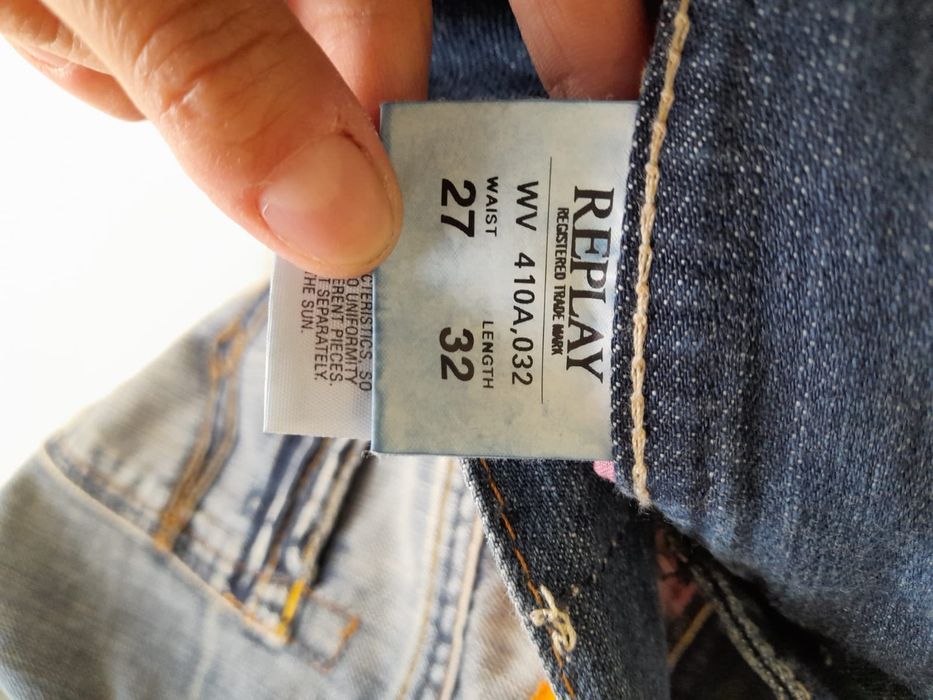 REPLAY
REGISTERED TRADE MARK
WV 410A,032
WAIST LENGTH
27 32
CTERISTICS, SO
O UNIFORMITY
ERENT PIECES.
T SEPARATELY,
HE SUN.